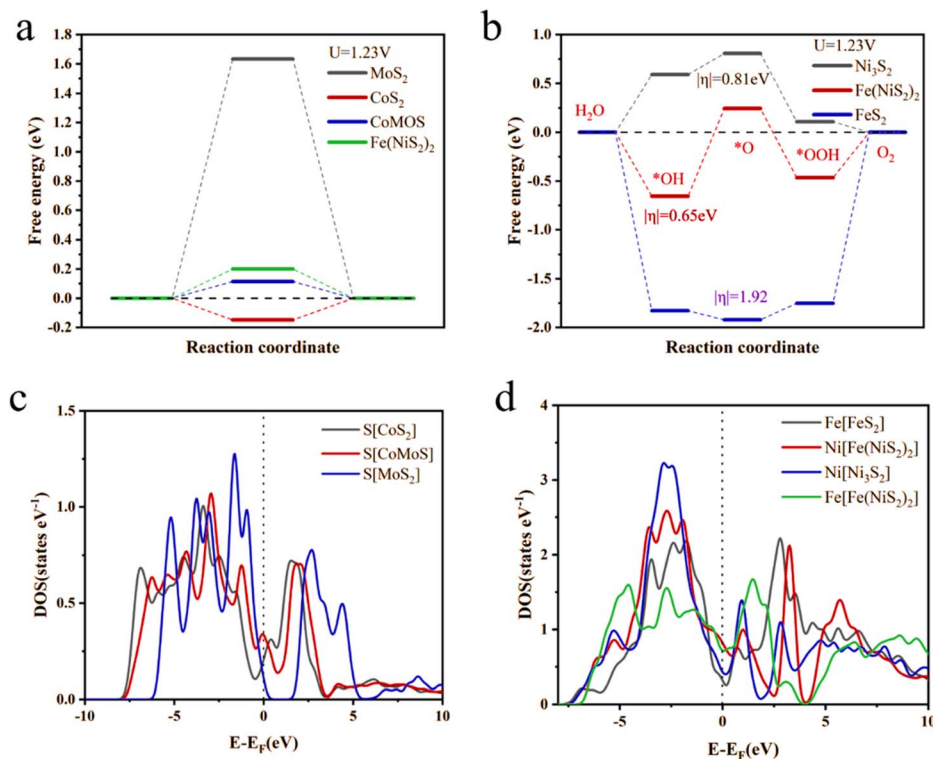 a
Free energy (eV)
1.8
1.6
1.4
1.2
1.0
0.8
0.6
0.4
0.2
0.0
-0.2
U=1.23V
MoS2
CoS2
CoMOS
Fe(NiS2)2
Reaction coordinate
b
Free energy (eV)
1.0
0.5
0.0
-0.5
-1.0
-1.5
-2.0
U=1.23V
Ni3S2
Fe(NiS2)2
FeS2
|η|=0.81eV
H2O
*OH
*O
*OOH
O2
|η|=0.65eV
|η|=1.92
Reaction coordinate
c
DOS(states eV-1)
1.5
1.0
0.5
0.0
S[CoS2]
S[CoMoS]
S[MoS2]
-10
-5
0
5
10
E-EF(eV)
d
DOS(states eV-1)
4
3
2
1
0
Fe[FeS2]
Ni[Fe(NiS2)2]
Ni[Ni3S2]
Fe[Fe(NiS2)2]
-5
0
5
10
E-EF(eV)